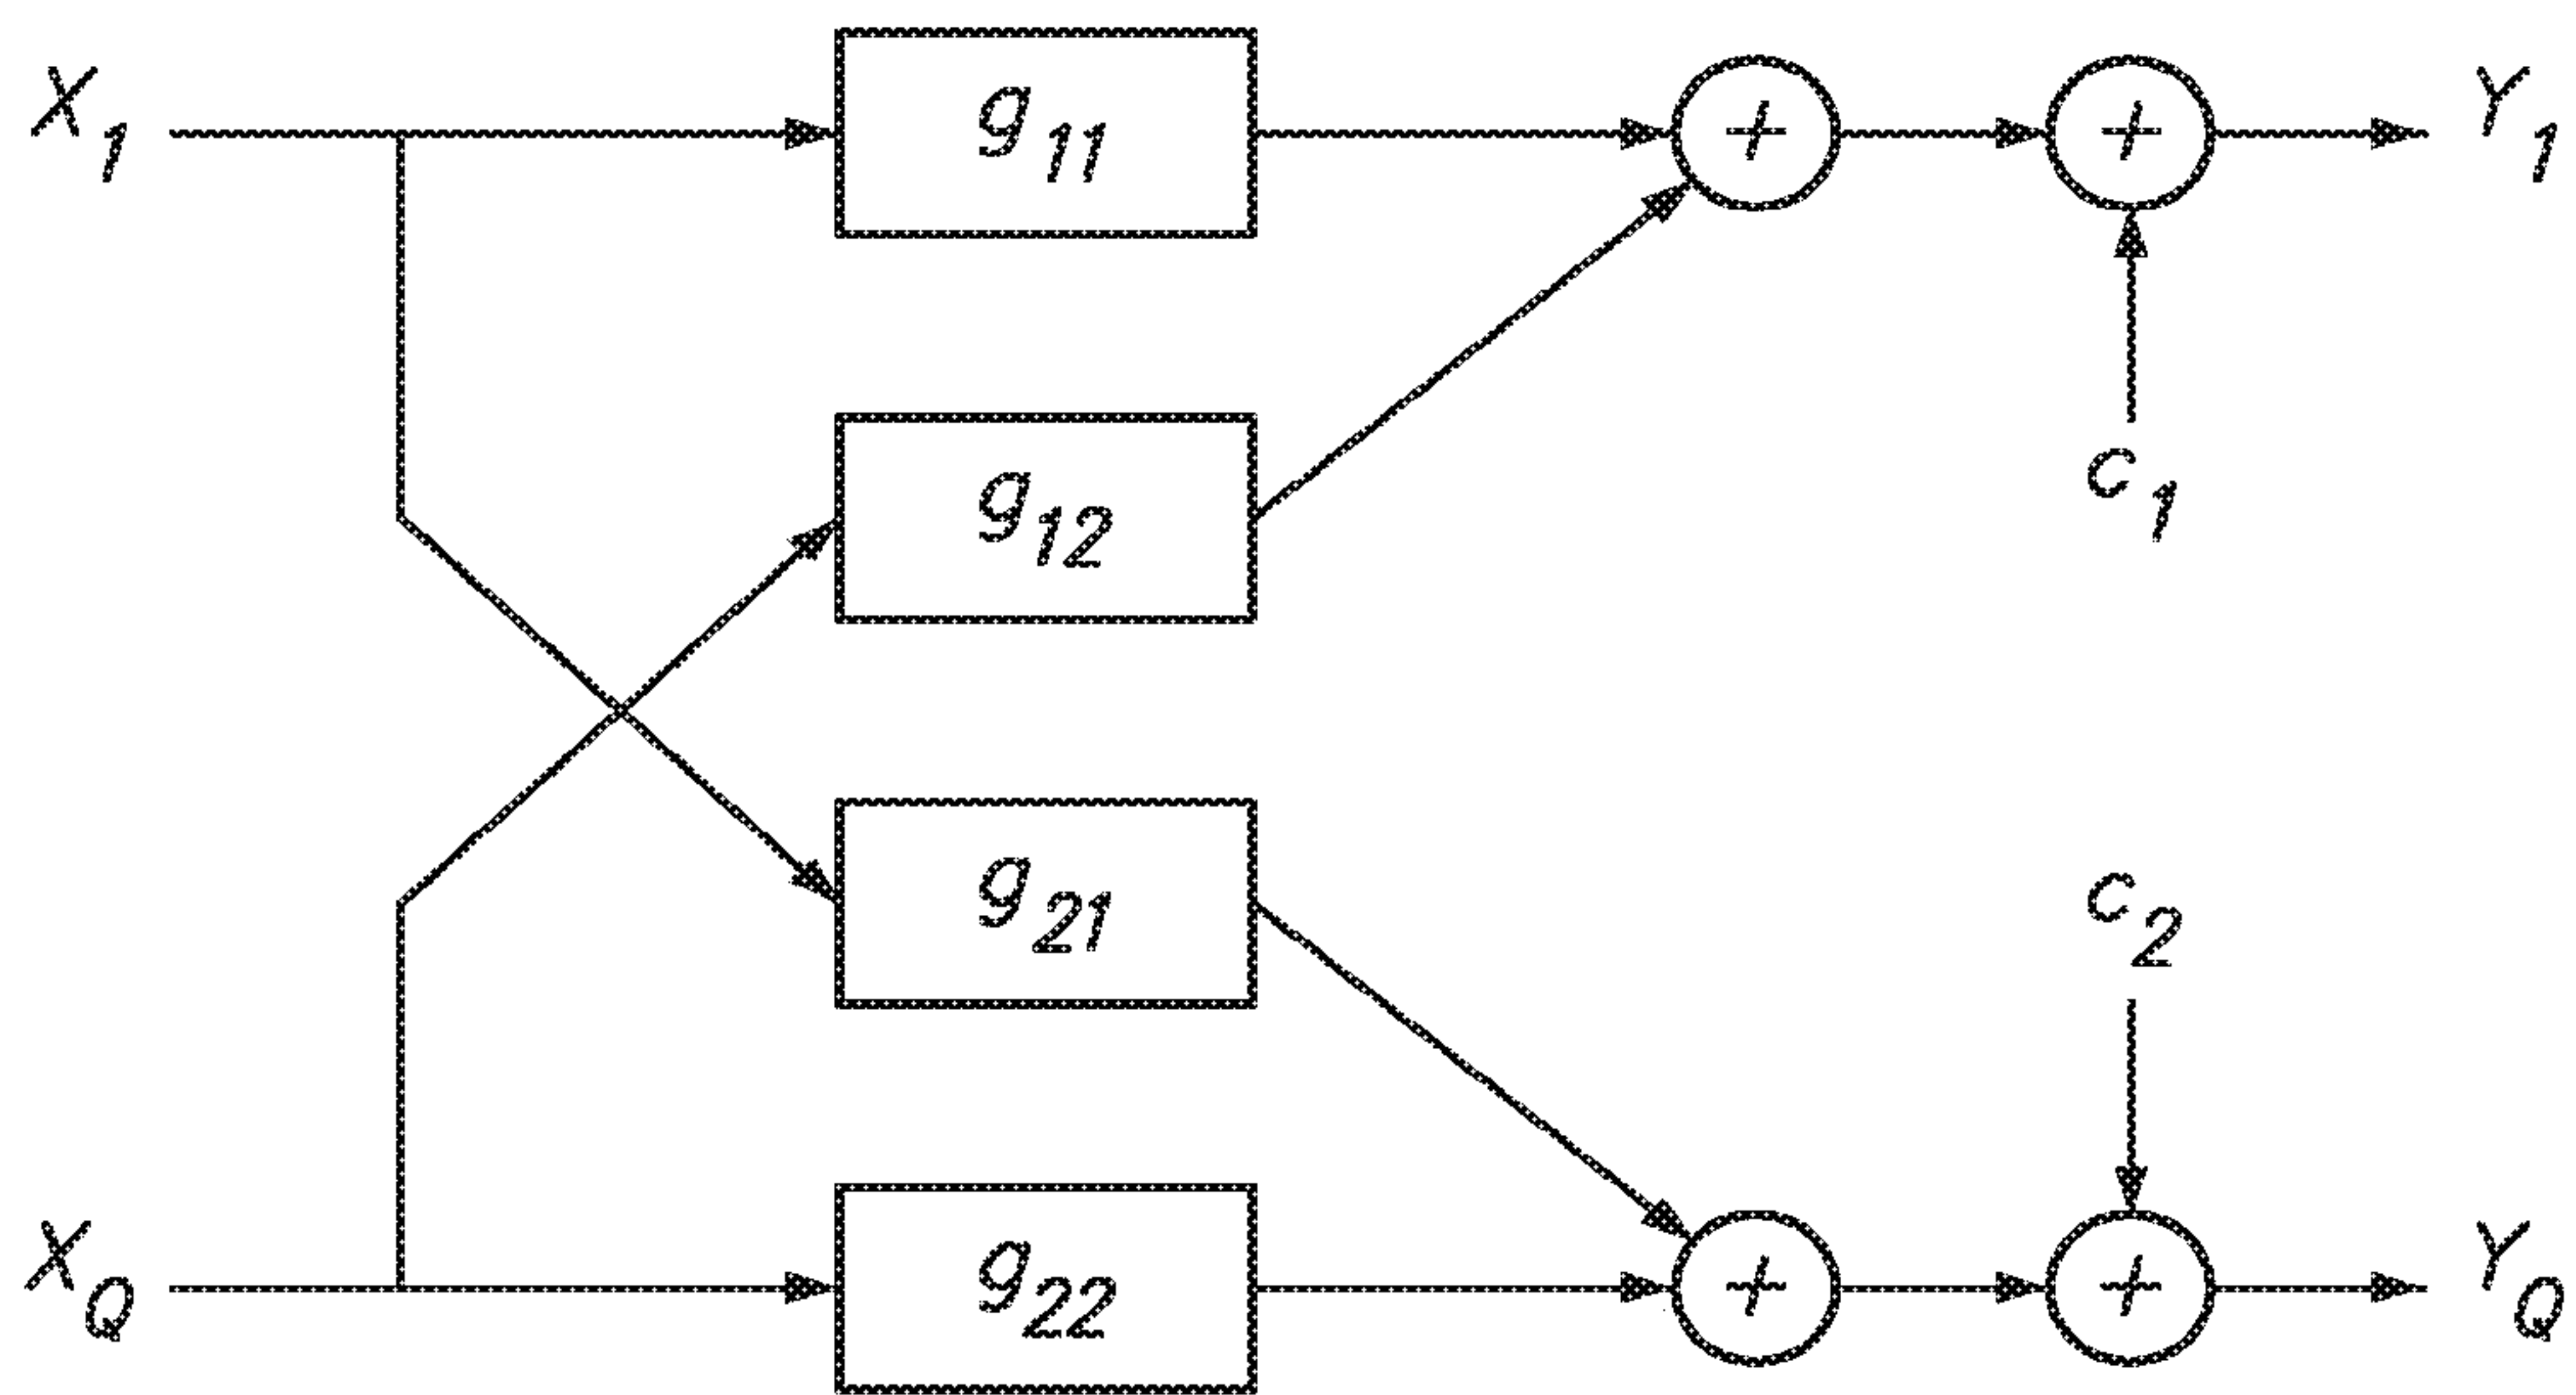 X1 g11 + + Y1
g12
c1
g21
c2
XQ g22 + + YQ